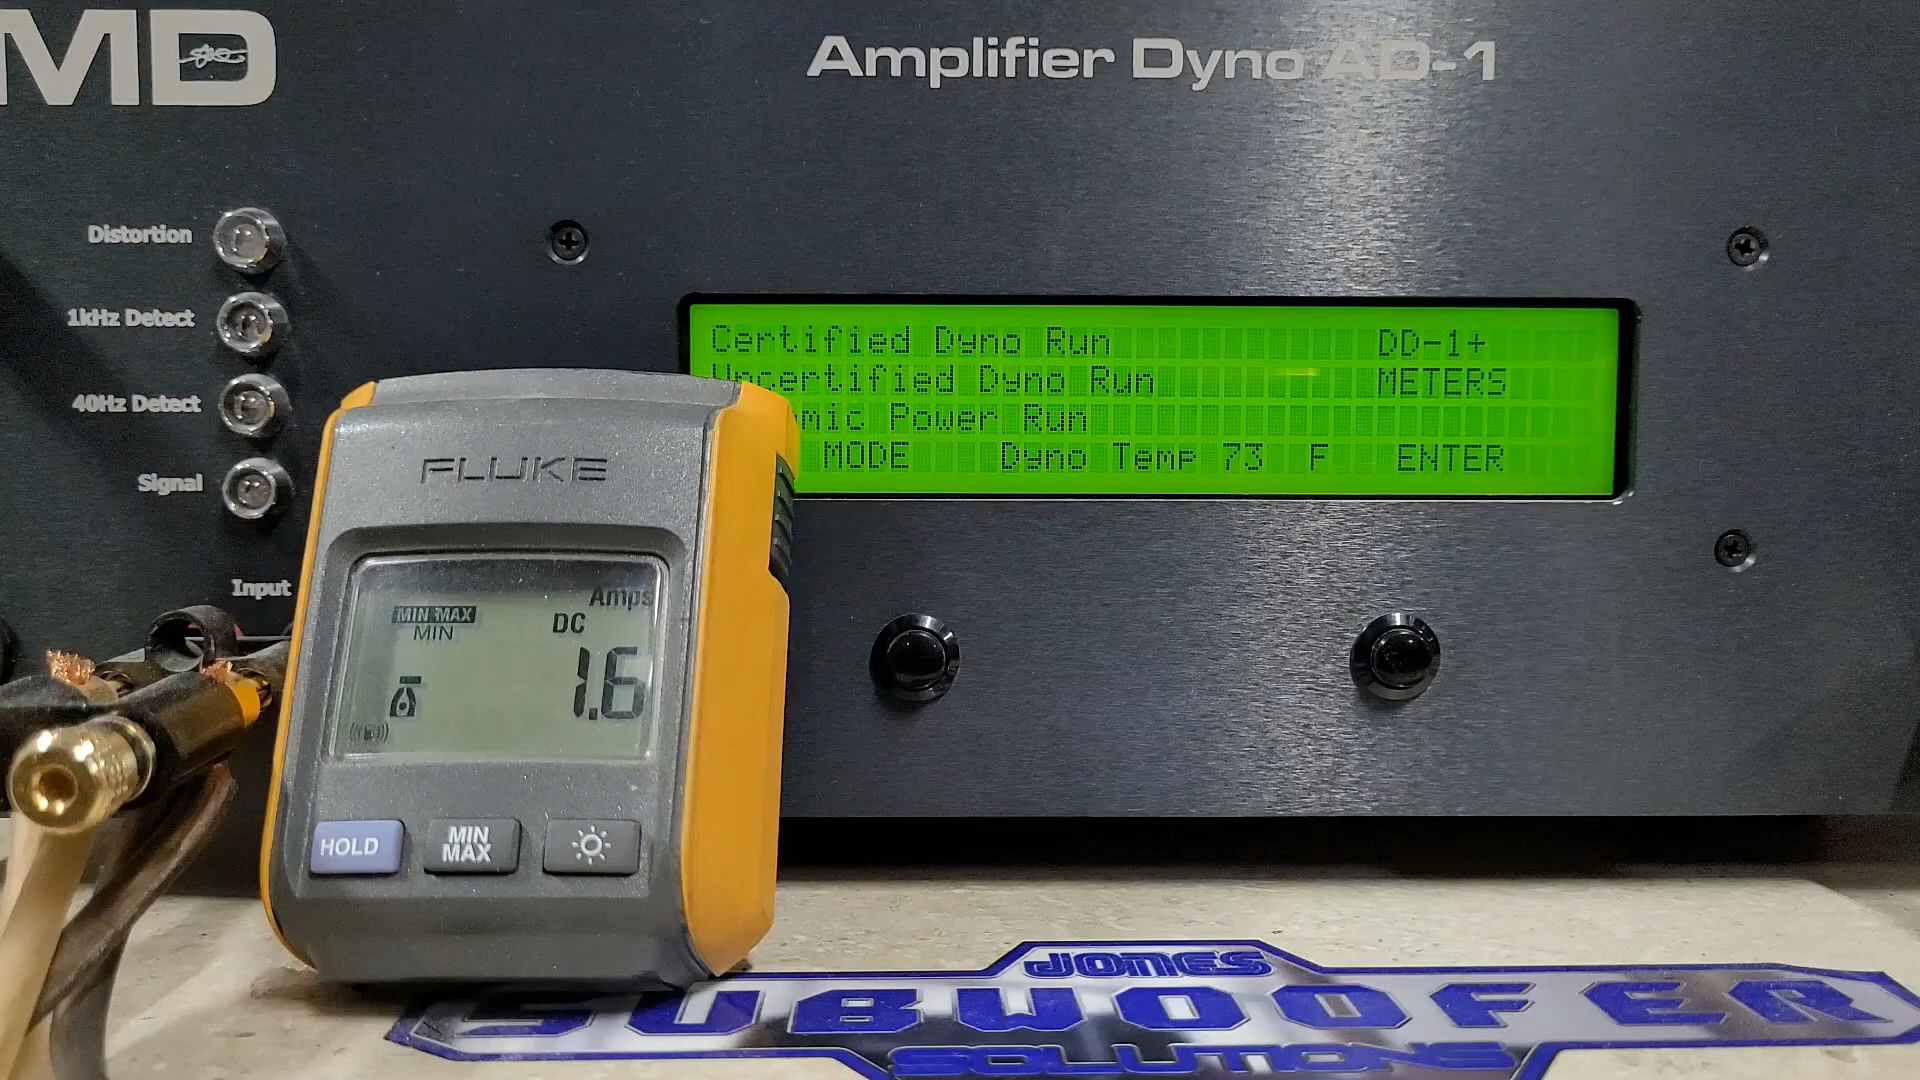 MD
Amplifier Dyno AD-1
Distortion
1kHz Detect
40Hz Detect
Signal
Input
Certified Dyno Run DD-1+
Uncertified Dyno Run METERS
mic Power Run
MODE Dyno Temp 73 F ENTER
FLUKE
Amps
MIN MAX
MIN
DC
1.6
HOLD
MIN MAX
JONES
SUBWOOFER
SOLUTIONS